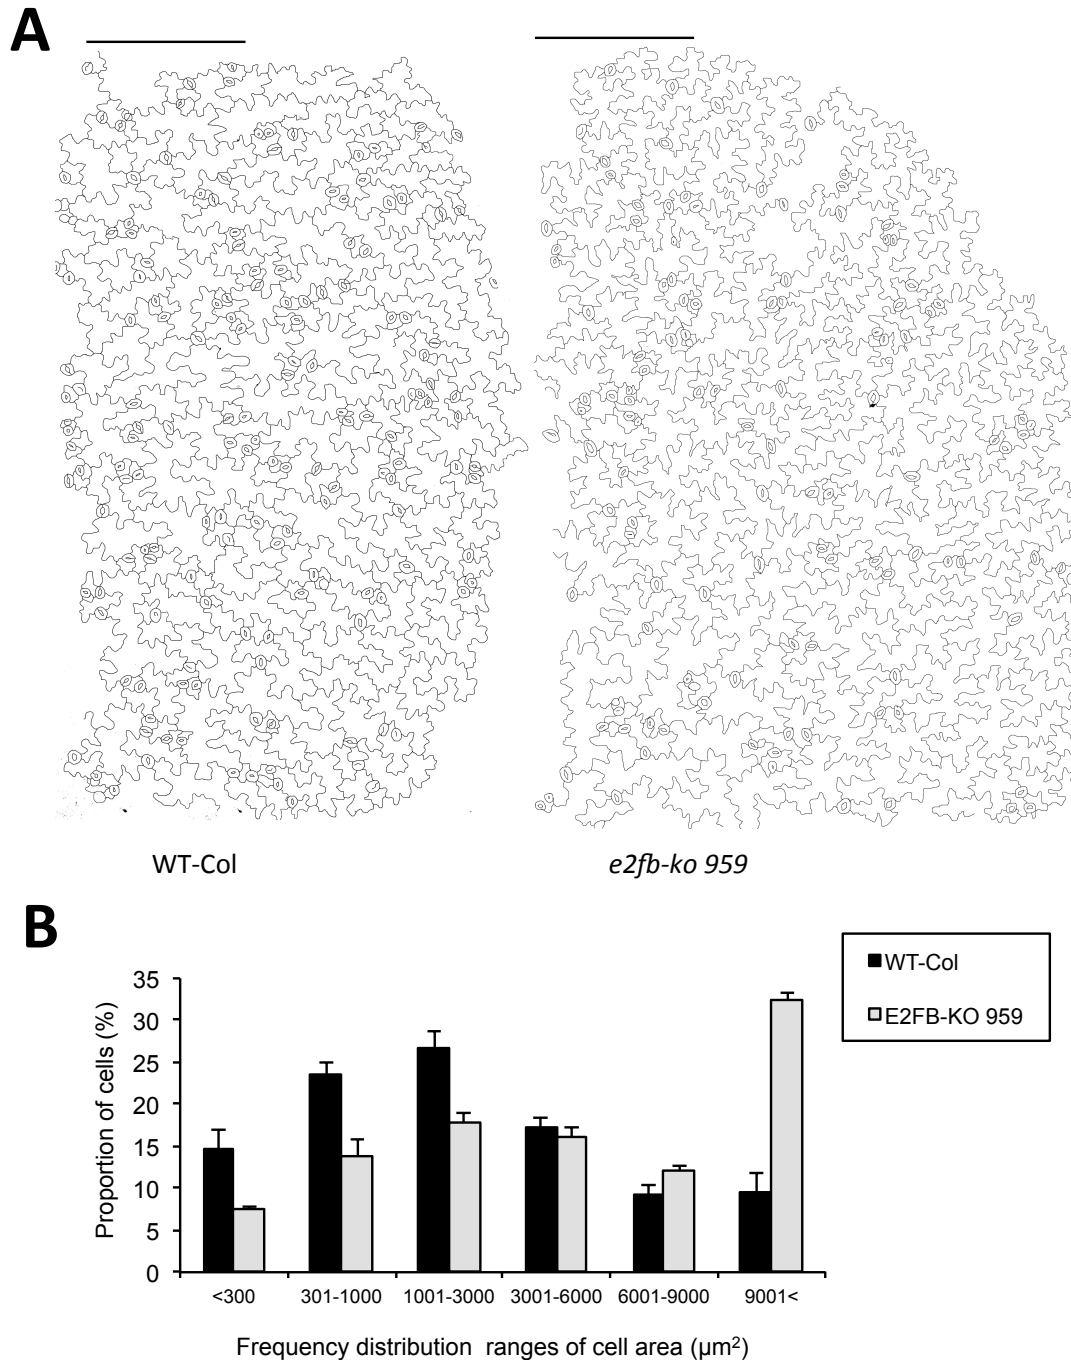 A
WT-Col
e2fb-ko 959
B
WT-Col
E2FB-KO 959
Proportion of cells (%)
35
30
25
20
15
10
5
0
<300
301-1000
1001-3000
3001-6000
6001-9000
9001<
Frequency distribution ranges of cell area (µm²)